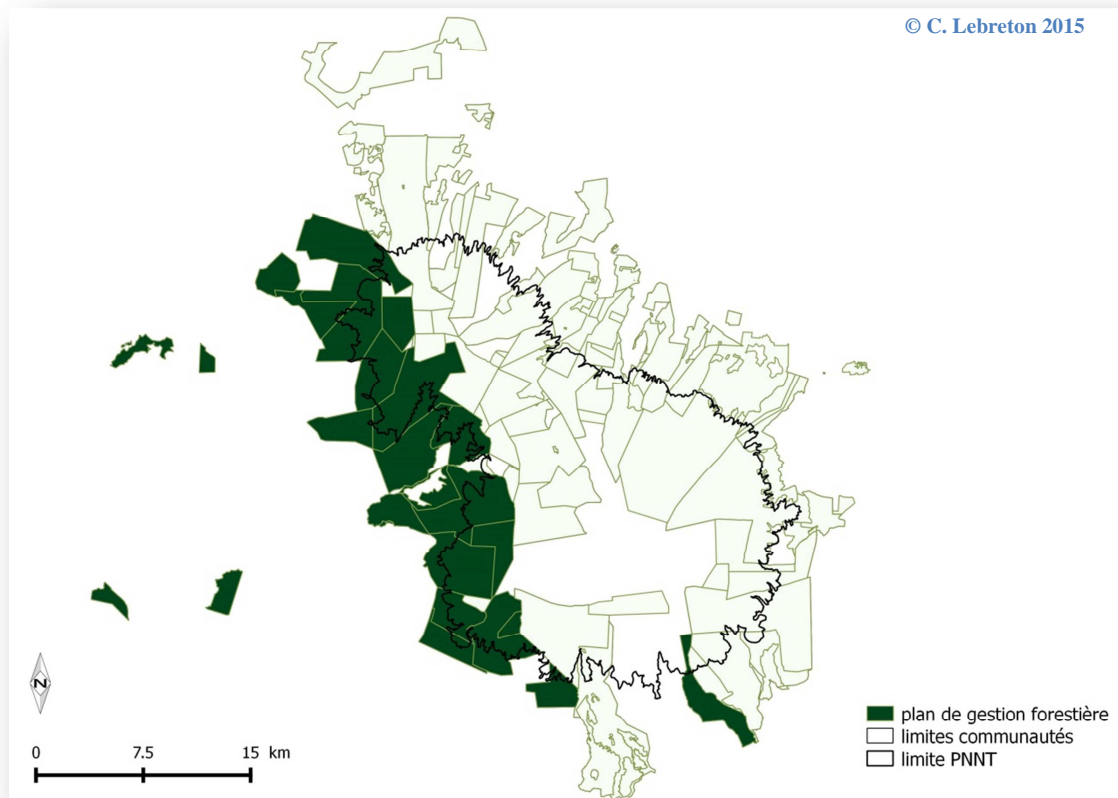 © C. Lebreton 2015
plan de gestion forestière
limites communautés
limite PNNT
N
0 7.5 15 km